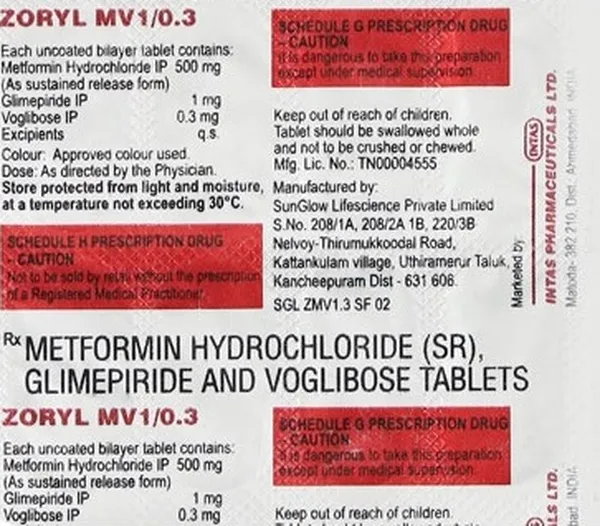 ZORYL MV1/0.3
Each uncoated bilayer tablet contains:
Metformin Hydrochloride IP 500 mg
(As sustained release form)
Glimepiride IP 1 mg
Voglibose IP 0.3 mg
Excipients q.s.
Colour: Approved colour used.
Dose: As directed by the Physician.
Store protected from light and moisture,
at a temperature not exceeding 30°C.
SCHEDULE H PRESCRIPTION DRUG
- CAUTION
Not to be sold by retail without the prescription
of a Registered Medical Practitioner.
SCHEDULE G PRESCRIPTION DRUG
- CAUTION
It is dangerous to take this preparation
except under medical supervision.
Keep out of reach of children.
Tablet should be swallowed whole
and not to be crushed or chewed.
Mfg. Lic. No.: TN00004555
Manufactured by:
SunGlow Lifescience Private Limited
S.No. 208/1A, 208/2A 1B, 220/3B
Nelvoy-Thirumukkoodal Road,
Kattankulam village, Uthiramerur Taluk,
Kancheepuram Dist - 631 606.
SGL ZMV1.3 SF 02
Marketed by:
INTAS
INTAS PHARMACEUTICALS LTD.
Matoda-382 210, Dist. Ahmedabad. INDIA
Rx METFORMIN HYDROCHLORIDE (SR),
GLIMEPIRIDE AND VOGLIBOSE TABLETS
ZORYL MV1/0.3
Each uncoated bilayer tablet contains:
Metformin Hydrochloride IP 500 mg
(As sustained release form)
Glimepiride IP 1 mg
Voglibose IP 0.3 mg
SCHEDULE G PRESCRIPTION DRUG
- CAUTION
It is dangerous to take this preparation
except under medical supervision.
Keep out of reach of children.
LS LTD.
bad. INDIA